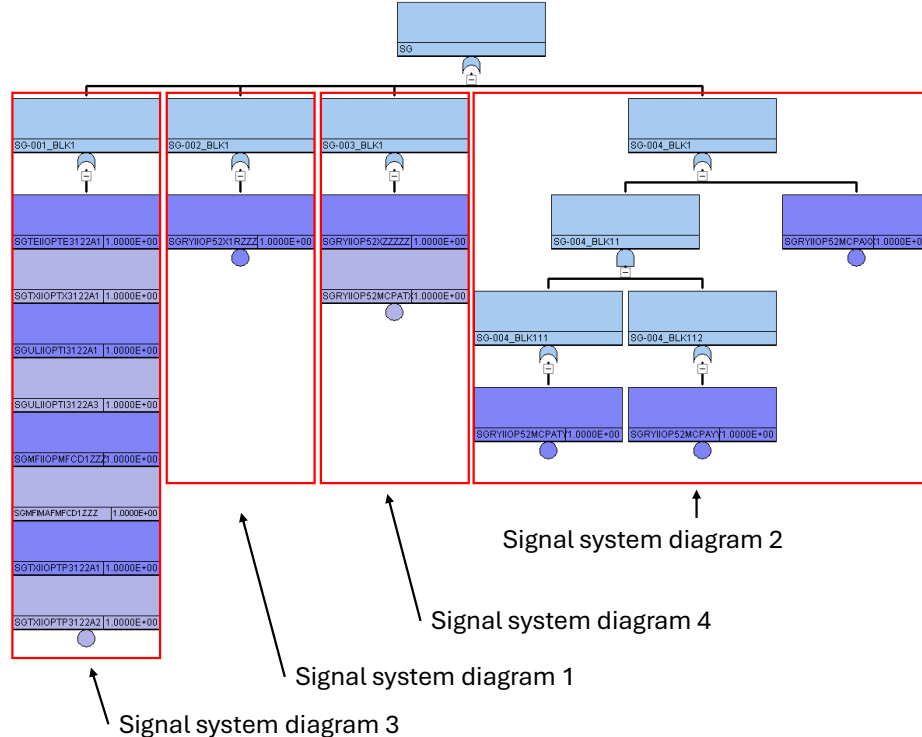 SG
SG-001_BLK1
SG-002_BLK1
SG-003_BLK1
SG-004_BLK1
SGTEIIOPTE3122A1 1.0000E+00
SGRYIIOP52X1RZZZ 1.0000E+00
SGRYIIOP52XZZZZZ 1.0000E+00
SG-004_BLK11
SGRYIIOP52MCPAXX 1.0000E+00
SGTXIIOPTX3122A1 1.0000E+00
SGRYIIOP52MCPATX 1.0000E+00
SGULIIOPTI3122A1 1.0000E+00
SG-004_BLK111
SG-004_BLK112
SGULIIOPTI3122A3 1.0000E+00
SGMFIIOPMFCD1ZZZ 1.0000E+00
SGRYIIOP52MCPATY 1.0000E+00
SGRYIIOP52MCPAYY 1.0000E+00
SGMFIMAFMFCD1ZZZ 1.0000E+00
SGTXIIOPTP3122A1 1.0000E+00
SGTXIIOPTP3122A2 1.0000E+00
Signal system diagram 2
Signal system diagram 4
Signal system diagram 1
Signal system diagram 3